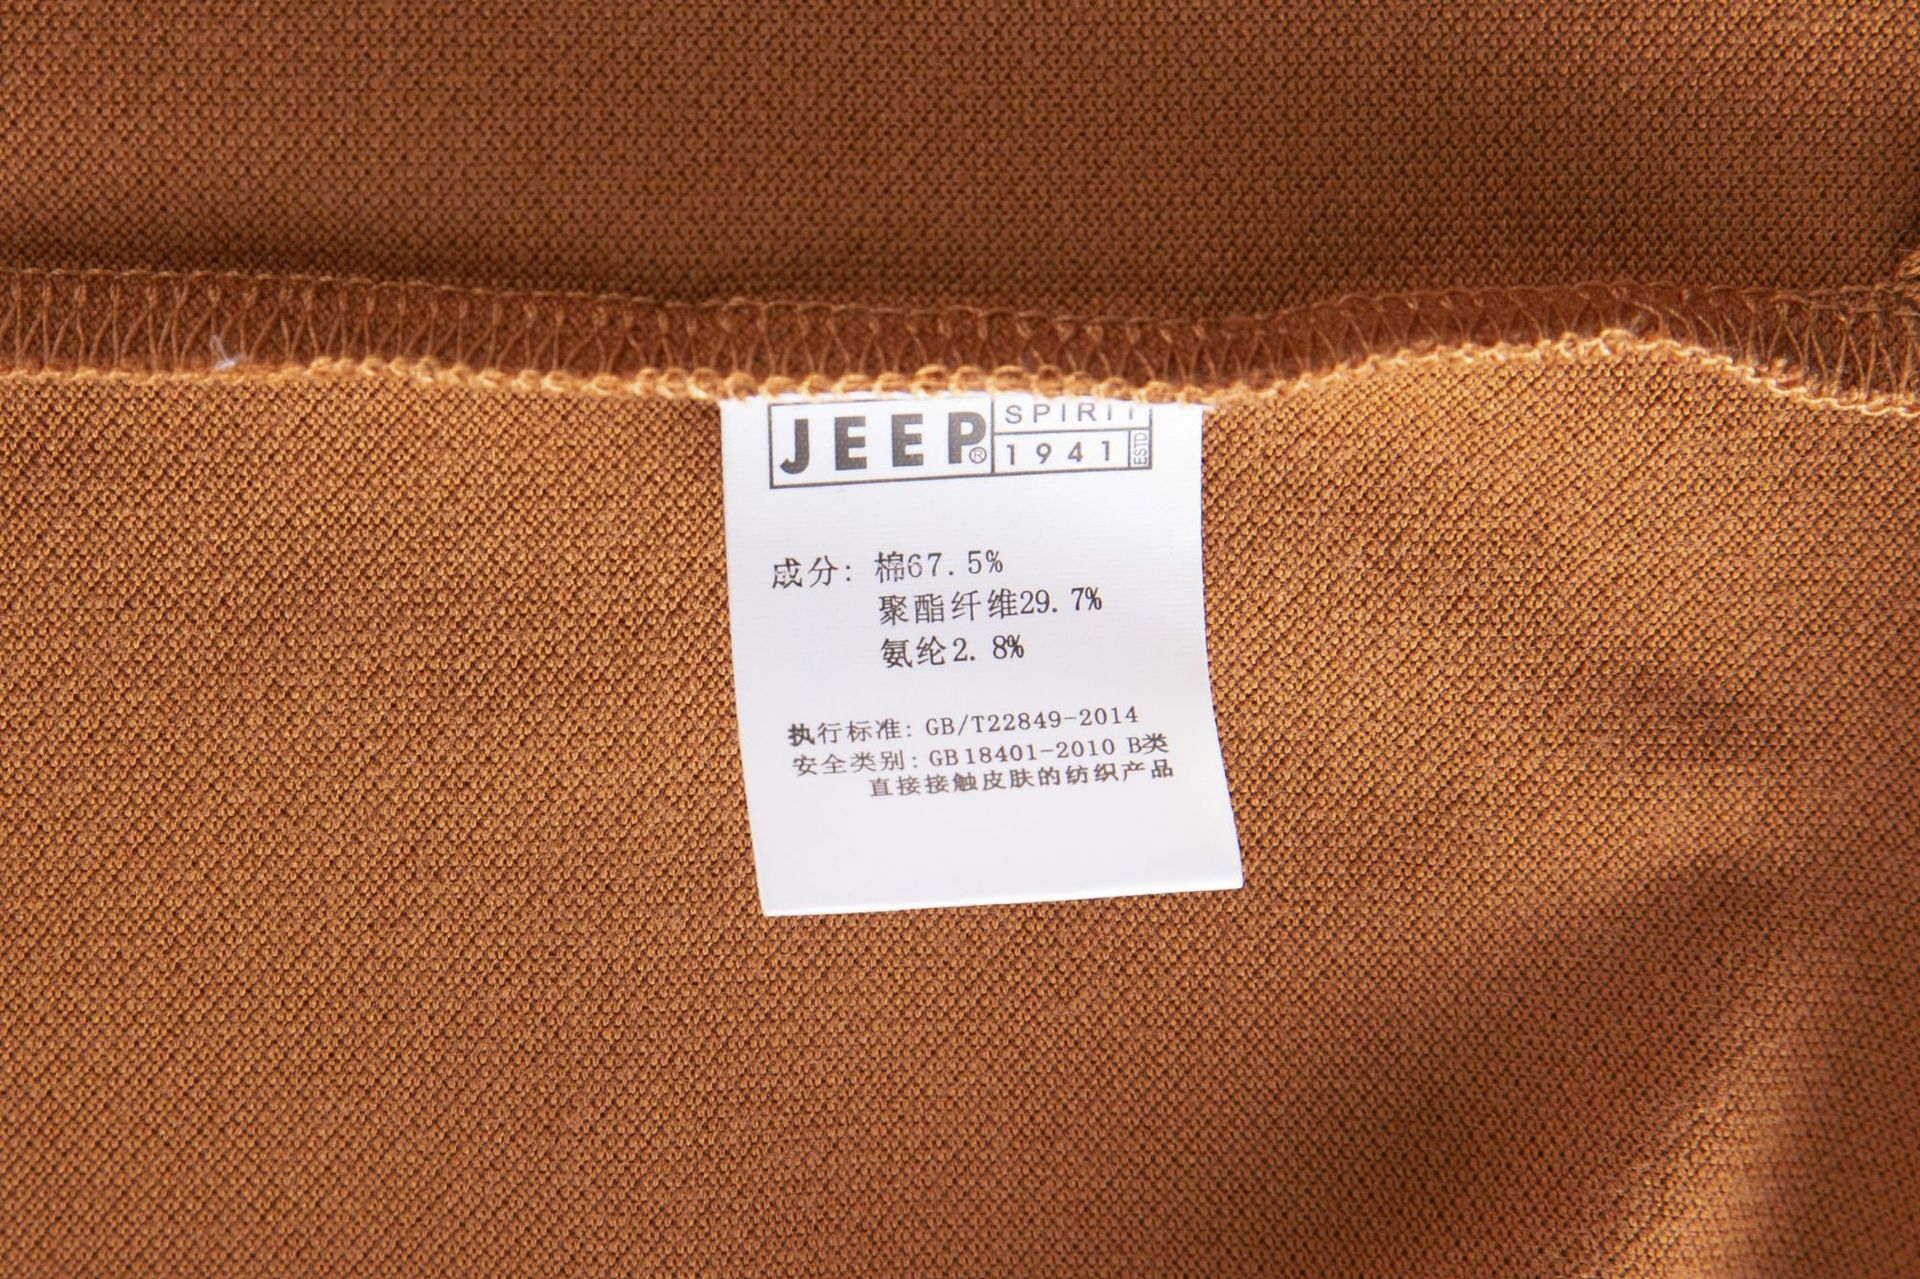 JEEP® SPIRIT
1941 ESTD
成分: 棉67.5%
聚酯纤维29.7%
氨纶2.8%
执行标准: GB/T22849-2014
安全类别: GB18401-2010 B类
直接接触皮肤的纺织产品